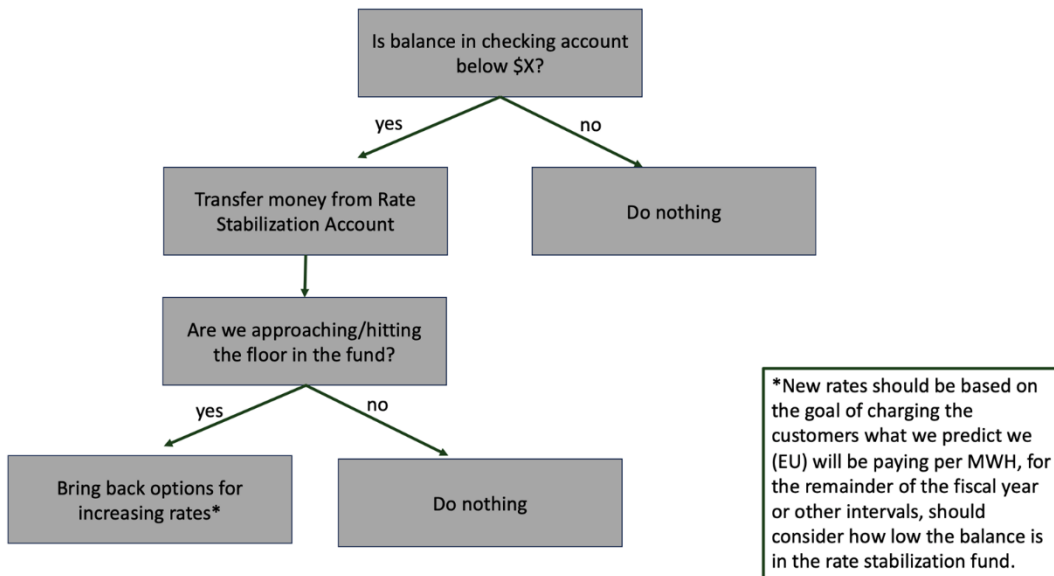 Is balance in checking account
below $X?
yes
no
Transfer money from Rate
Stabilization Account
Do nothing
Are we approaching/hitting
the floor in the fund?
yes
no
Bring back options for
increasing rates*
Do nothing
*New rates should be based on
the goal of charging the
customers what we predict we
(EU) will be paying per MWH, for
the remainder of the fiscal year
or other intervals, should
consider how low the balance is
in the rate stabilization fund.